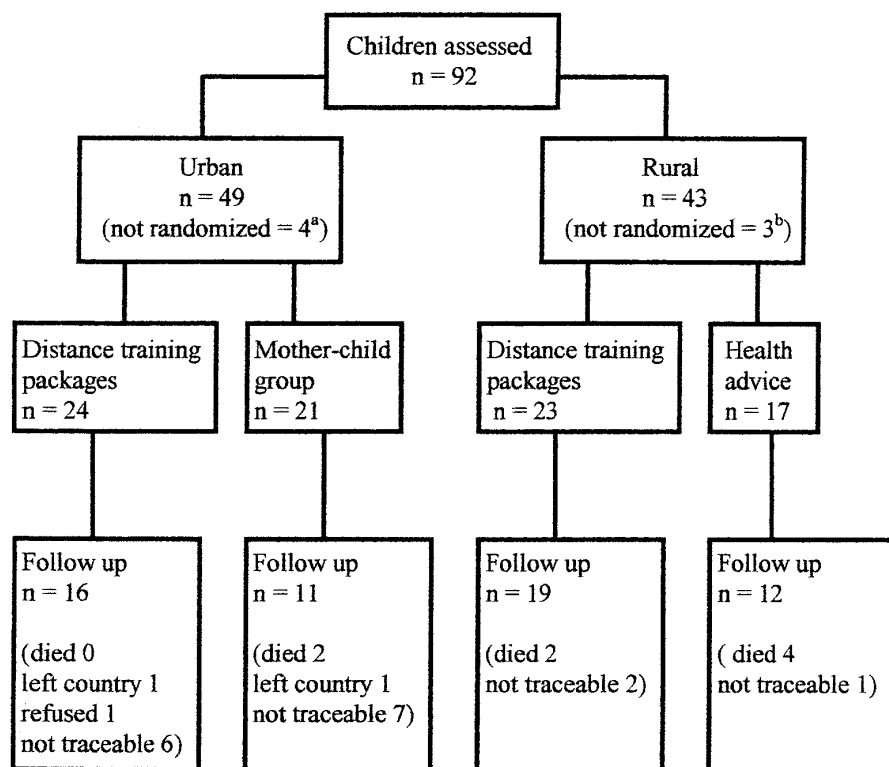 Children assessed
n = 92
Urban
n = 49
(not randomized = 4ᵃ)
Rural
n = 43
(not randomized = 3ᵇ)
Distance training
packages
n = 24
Mother-child
group
n = 21
Distance training
packages
n = 23
Health
advice
n = 17
Follow up
n = 16
(died 0
left country 1
refused 1
not traceable 6)
Follow up
n = 11
(died 2
left country 1
not traceable 7)
Follow up
n = 19
(died 2
not traceable 2)
Follow up
n = 12
( died 4
not traceable 1)